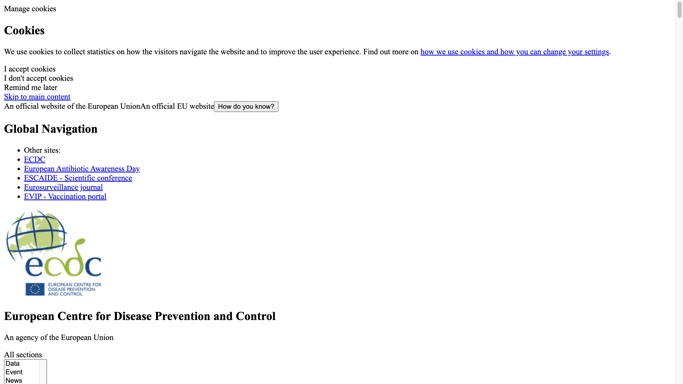 Manage cookies
Cookies
We use cookies to collect statistics on how the visitors navigate the website and to improve the user experience. Find out more on how we use cookies and how you can change your settings.
I accept cookies
I don't accept cookies
Remind me later
Skip to main content
An official website of the European UnionAn official EU websiteHow do you know?
Global Navigation
Other sites:
ECDC
European Antibiotic Awareness Day
ESCAIDE - Scientific conference
Eurosurveillance journal
EVIP - Vaccination portal
ecdc
EUROPEAN CENTRE FOR
DISEASE PREVENTION
AND CONTROL
European Centre for Disease Prevention and Control
An agency of the European Union
All sections
Data
Event
News